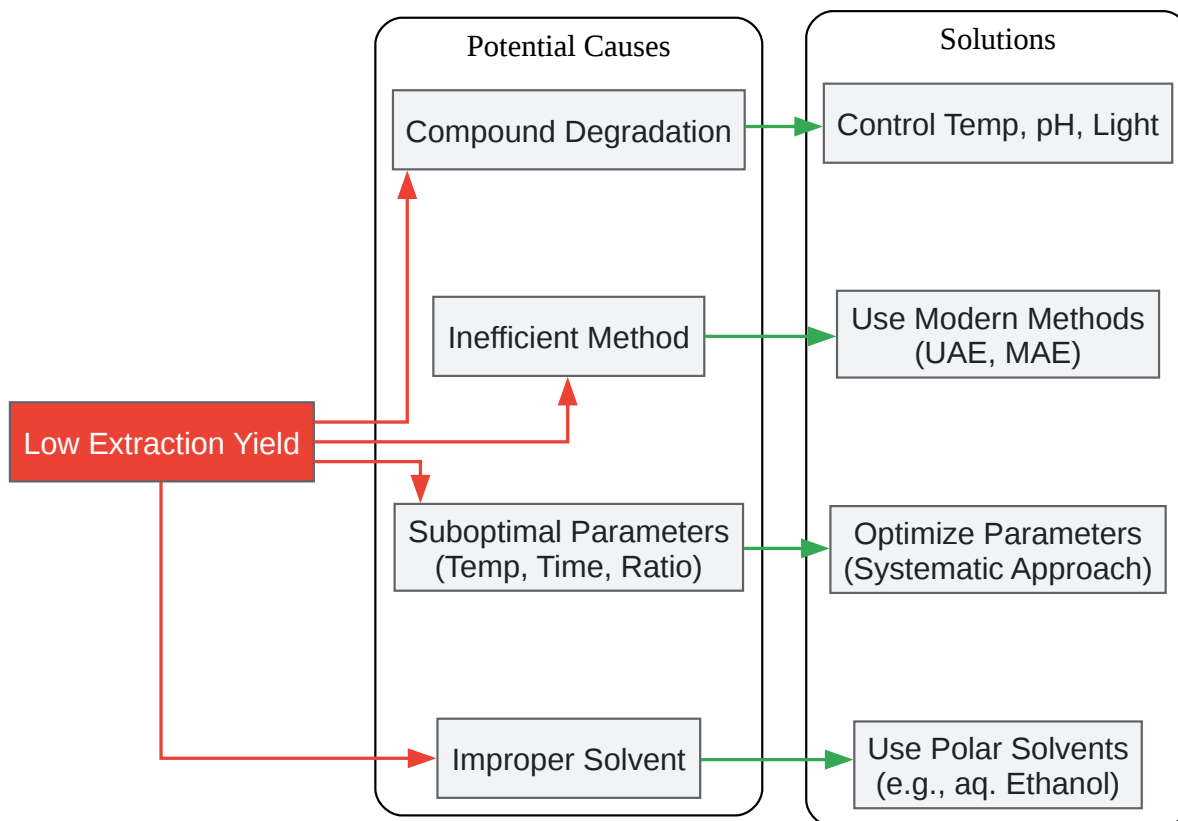 Potential Causes
Solutions
Compound Degradation
Control Temp, pH, Light
Inefficient Method
Use Modern Methods
(UAE, MAE)
Low Extraction Yield
Suboptimal Parameters
(Temp, Time, Ratio)
Optimize Parameters
(Systematic Approach)
Improper Solvent
Use Polar Solvents
(e.g., aq. Ethanol)